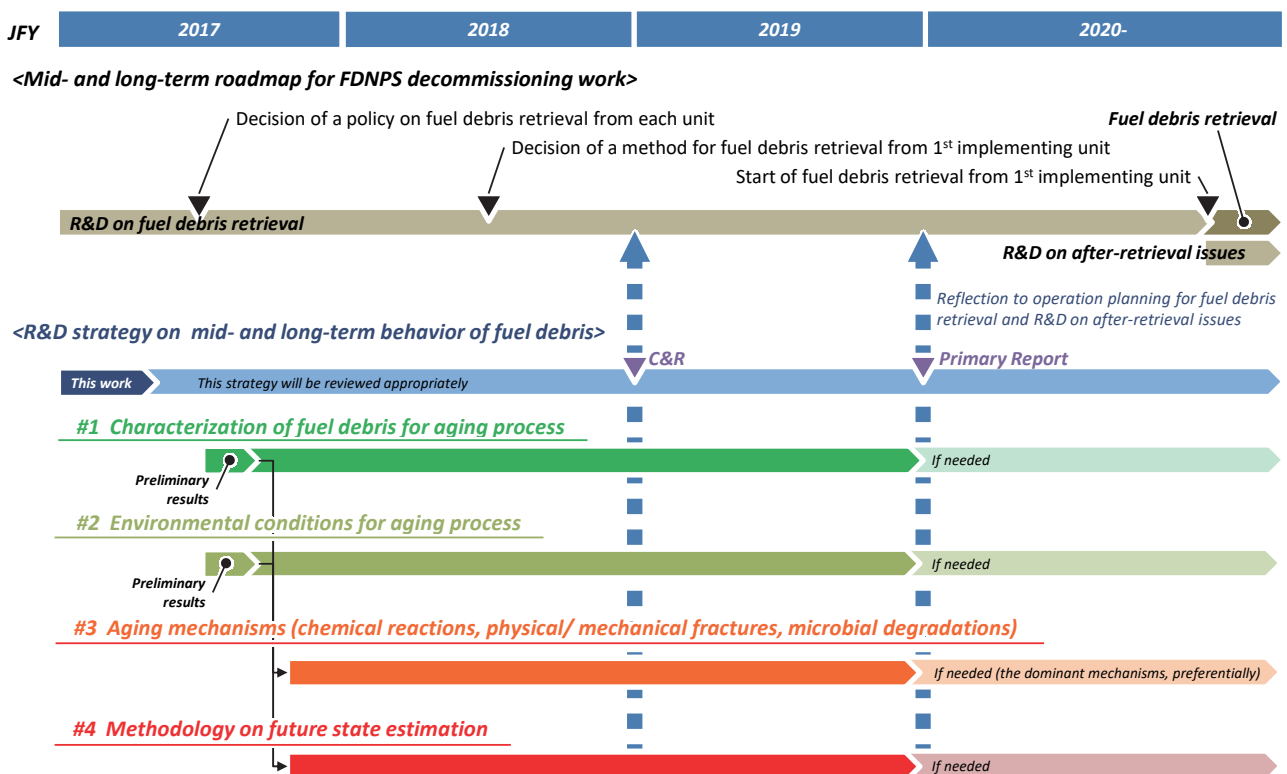 JFY 2017 2018 2019 2020-
<Mid- and long-term roadmap for FDNPS decommissioning work>
Decision of a policy on fuel debris retrieval from each unit
Fuel debris retrieval
Decision of a method for fuel debris retrieval from 1st implementing unit
Start of fuel debris retrieval from 1st implementing unit
R&D on fuel debris retrieval
R&D on after-retrieval issues
Reflection to operation planning for fuel debris
retrieval and R&D on after-retrieval issues
<R&D strategy on mid- and long-term behavior of fuel debris>
C&R
Primary Report
This work
This strategy will be reviewed appropriately
#1 Characterization of fuel debris for aging process
If needed
Preliminary
results
#2 Environmental conditions for aging process
If needed
Preliminary
results
#3 Aging mechanisms (chemical reactions, physical/ mechanical fractures, microbial degradations)
If needed (the dominant mechanisms, preferentially)
#4 Methodology on future state estimation
If needed